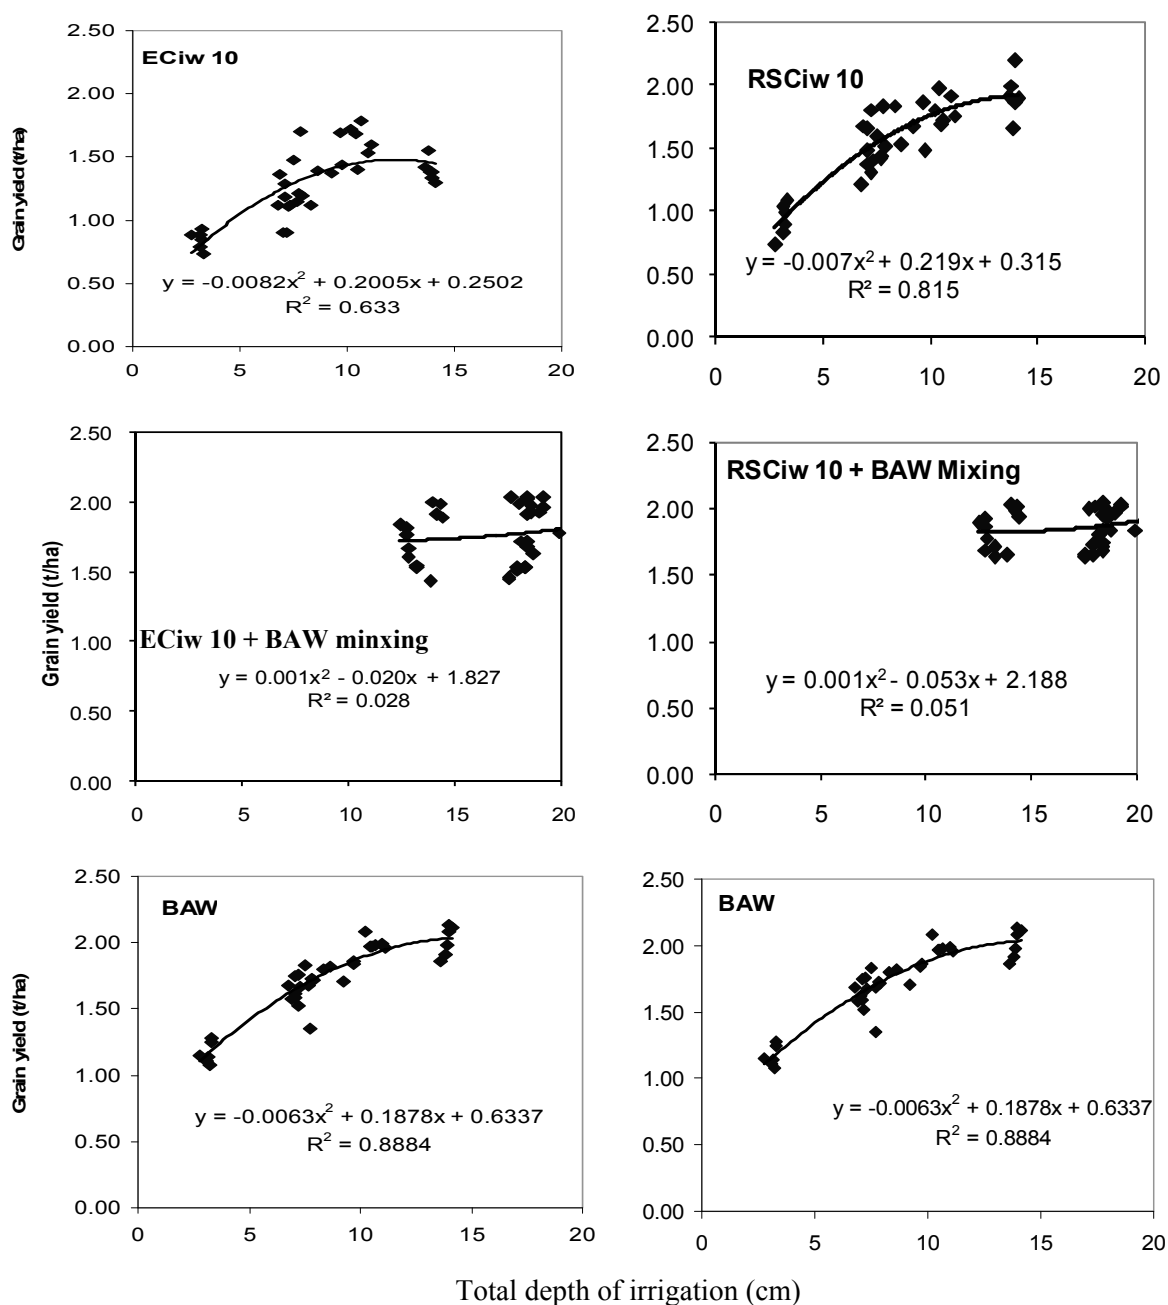 2.50
2.00
1.50
1.00
0.50
0.00
0 5 10 15 20
Grain yield (t/ha)
ECiw 10
y = -0.0082x² + 0.2005x + 0.2502
R² = 0.633
2.50
2.00
1.50
1.00
0.50
0.00
0 5 10 15 20
RSCiw 10
y = -0.007x² + 0.219x + 0.315
R² = 0.815
2.50
2.00
1.50
1.00
0.50
0.00
0 5 10 15 20
Grain yield (t/ha)
ECiw 10 + BAW minxing
y = 0.001x² - 0.020x + 1.827
R² = 0.028
2.50
2.00
1.50
1.00
0.50
0.00
0 5 10 15 20
RSCiw 10 + BAW Mixing
y = 0.001x² - 0.053x + 2.188
R² = 0.051
2.50
2.00
1.50
1.00
0.50
0.00
0 5 10 15 20
Grain yield (t/ha)
BAW
y = -0.0063x² + 0.1878x + 0.6337
R² = 0.8884
2.50
2.00
1.50
1.00
0.50
0.00
0 5 10 15 20
BAW
y = -0.0063x² + 0.1878x + 0.6337
R² = 0.8884
Total depth of irrigation (cm)